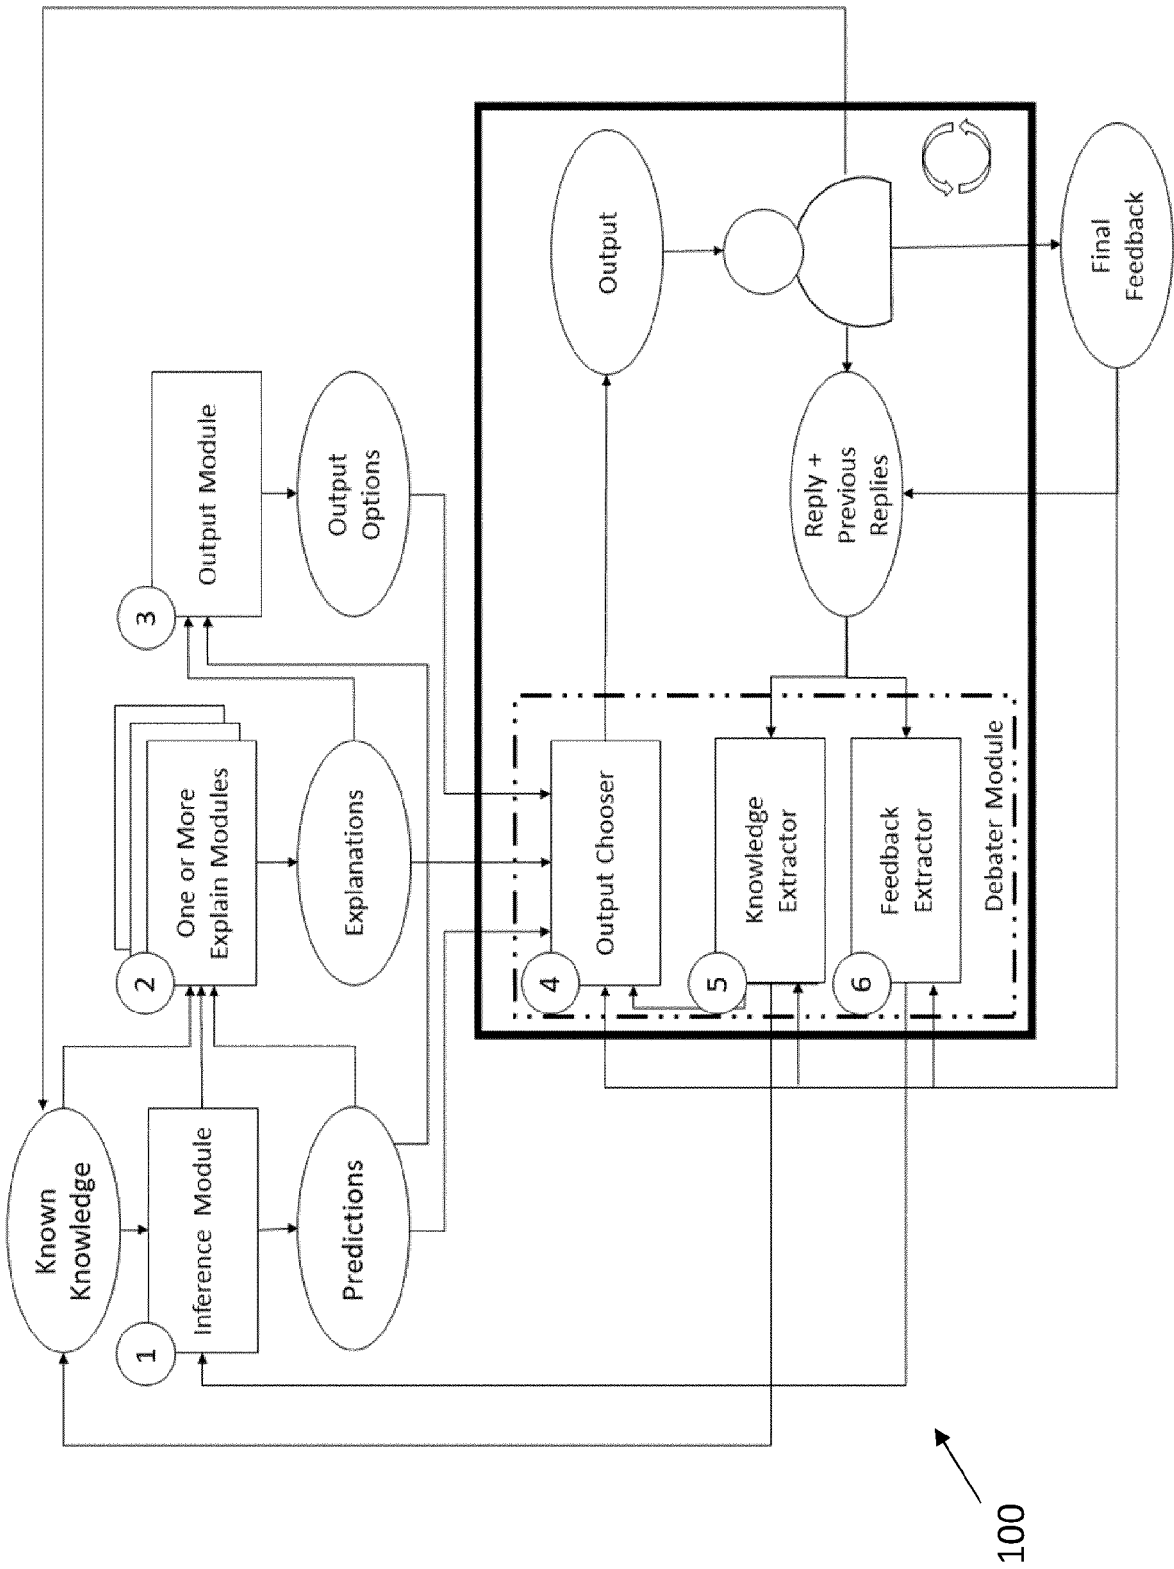 Known
Knowledge
1
Inference Module
Predictions
2
One or More
Explain Modules
Explanations
3
Output Module
Output
Options
4
Output Chooser
5
Knowledge
Extractor
6
Feedback
Extractor
Debater Module
Output
Reply +
Previous
Replies
Final
Feedback
100